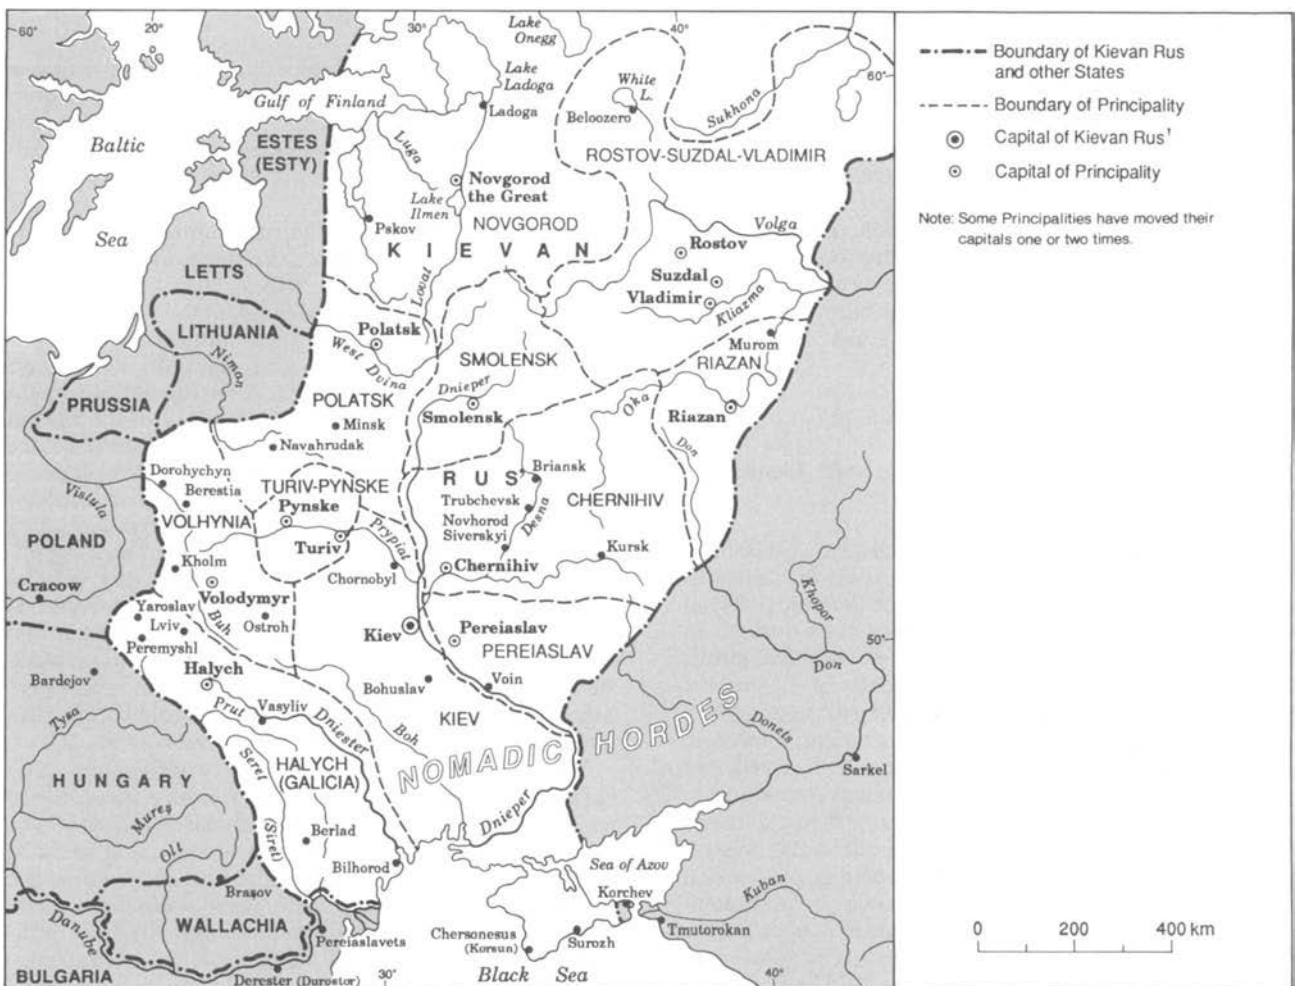 60°
20°
30°
40°
60°
Lake
Onegg
Lake
Ladoga
Ladoga
White
L.
Beloozero
Sukhona
Gulf of Finland
Baltic
Sea
ESTES
(ESTY)
Luga
ROSTOV-SUZDAL-VLADIMIR
Novgorod
the Great
Lake
Ilmen
NOVGOROD
Pskov
KIEVAN
Volga
Rostov
Suzdal
Vladimir
Kliazma
LETTS
Lovat
LITHUANIA
Niman
Polatsk
West Dvina
SMOLENSK
Murom
RIAZAN
Dnieper
Smolensk
Oka
Riazan
PRUSSIA
POLATSK
Minsk
Navahrudak
Don
Dorohychyn
Berestia
Vistula
TURIV-PYNSKE
Pynske
RUS'
Briansk
Trubchevsk
CHERNIHIV
Novhorod
Siverskyi
Desna
VOLHYNIA
Turiv
Prypiat
POLAND
Kholm
Chornobyl
Chernihiv
Kursk
Cracow
Volodymyr
Khopor
Yaroslav
Lviv
Peremyshl
Buh
Ostroh
Kiev
Pereiaslav
PEREIASLAV
50°
Don
Bardejov
Halych
Bohuslav
Voin
Tysa
Prut
Vasyliv
Dniester
Boh
KIEV
NOMADIC HORDES
Donets
Sarkel
HUNGARY
Seret
(Siret)
HALYCH
(GALICIA)
Mureş
Dnieper
Berlad
Olt
Bilhorod
Sea of Azov
Braşov
Korchev
Kuban
WALLACHIA
Danube
Pereiaslavets
Chersonesus
(Korsun)
Surozh
Tmutorokan
BULGARIA
Derester (Durostor)
30°
Black Sea
40°
Boundary of Kievan Rus
and other States
Boundary of Principality
Capital of Kievan Rus†
Capital of Principality
Note: Some Principalities have moved their
capitals one or two times.
0 200 400 km